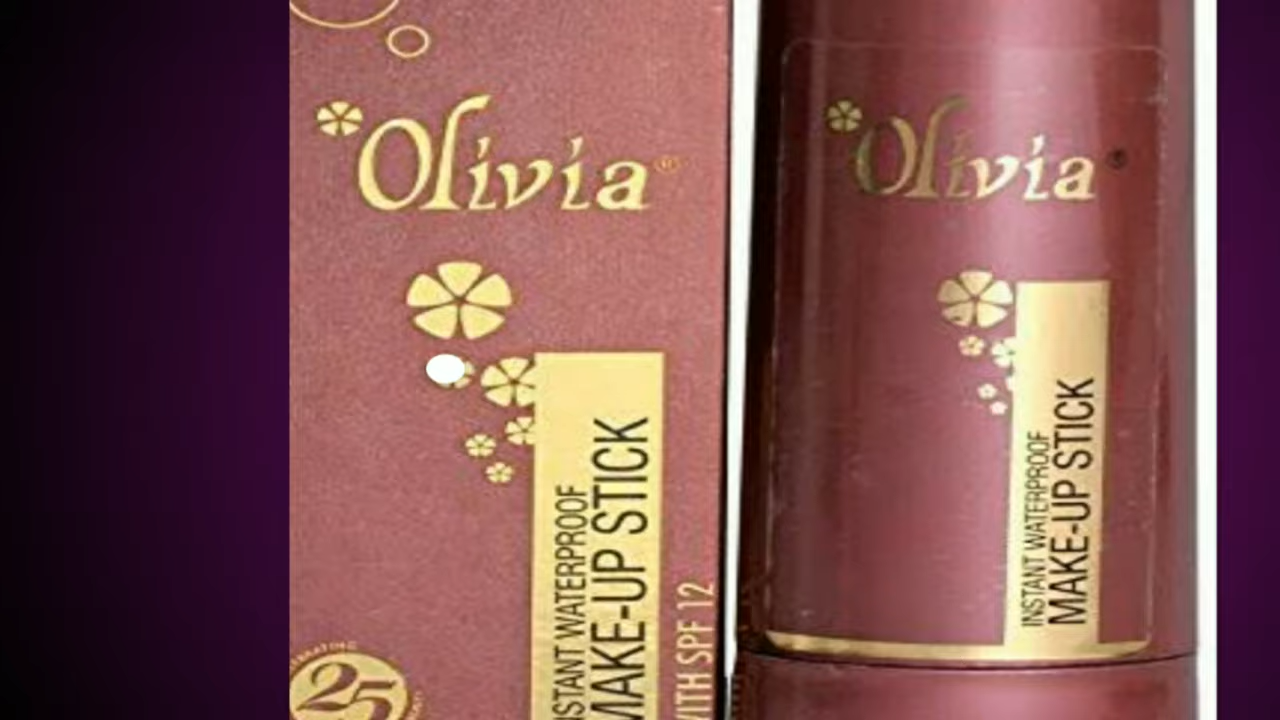 Olivia®
INSTANT WATERPROOF
MAKE-UP STICK
WITH SPF 12
25
Olivia®
INSTANT WATERPROOF
MAKE-UP STICK